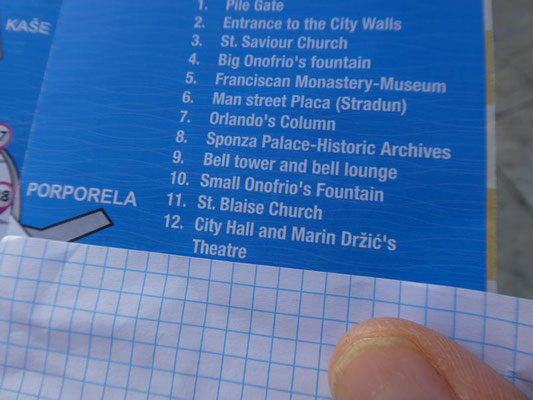 KAŠE
1. Pile Gate
2. Entrance to the City Walls
3. St. Saviour Church
4. Big Onofrio's fountain
5. Franciscan Monastery-Museum
6. Man street Placa (Stradun)
7. Orlando's Column
8. Sponza Palace-Historic Archives
9. Bell tower and bell lounge
10. Small Onofrio's Fountain
11. St. Blaise Church
12. City Hall and Marin Držić's
Theatre
PORPORELA